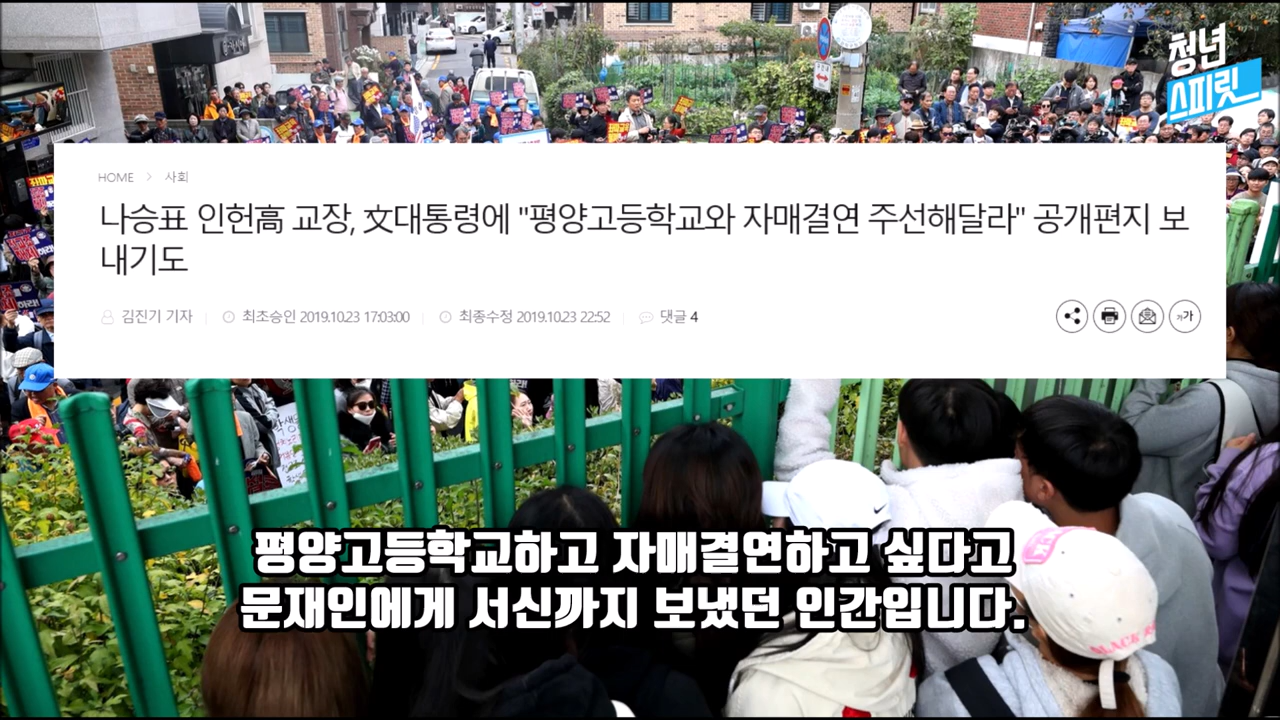 청년
스피릿
HOME > 사회
나승표 인헌高 교장, 文대통령에 "평양고등학교와 자매결연 주선해달라" 공개편지 보
내기도
김진기 기자 최초승인 2019.10.23 17:03:00 최종수정 2019.10.23 22:52 댓글 4
가가
평양고등학교하고 자매결연하고 싶다고
문재인에게 서신까지 보냈던 인간입니다.